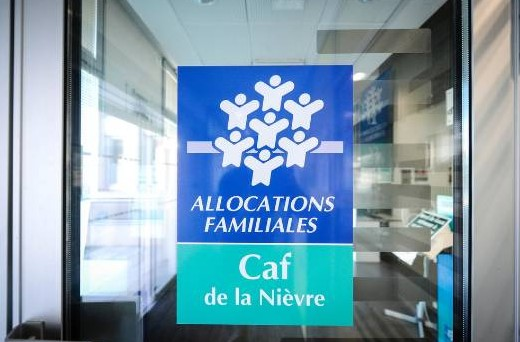 ALLOCATIONS
FAMILIALES
Caf
de la Nièvre